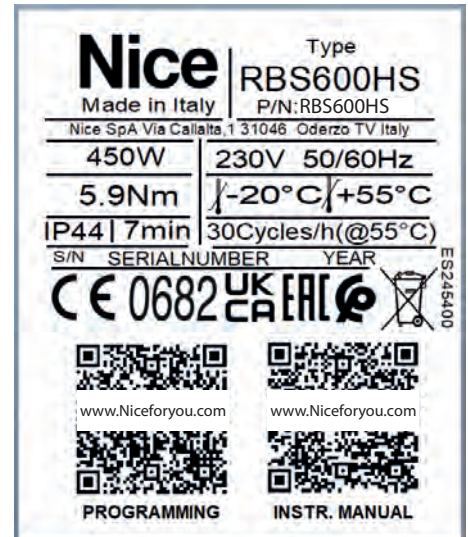 Nice
Type
RBS600HS
Made in Italy
P/N:RBS600HS
Nice SpA Via Callalta,1 31046 Oderzo TV Italy
450W
230V 50/60Hz
5.9Nm
-20°C +55°C
IP44 | 7min
30Cycles/h(@55°C)
S/N SERIALNUMBER YEAR
CE 0682 UKCA EAC
ES245400
www.Niceforyou.com www.Niceforyou.com
PROGRAMMING INSTR. MANUAL